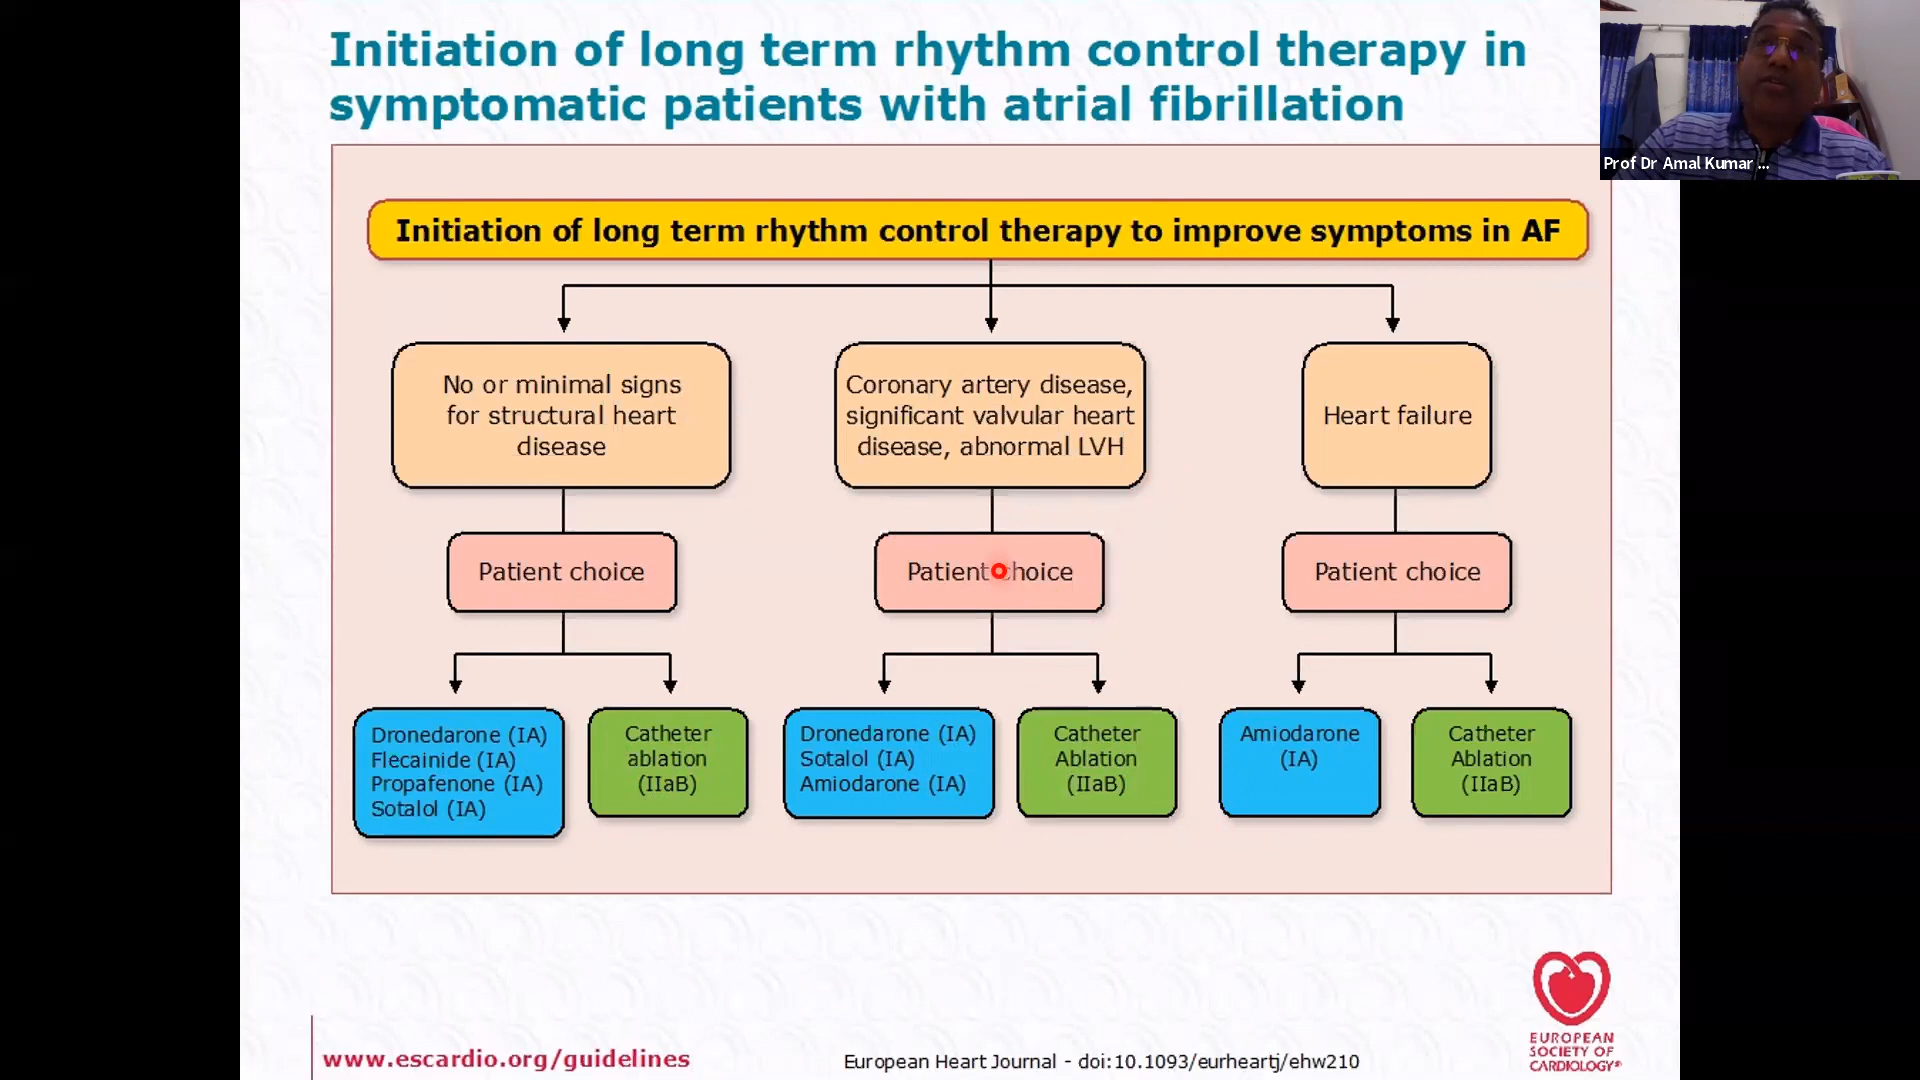 Initiation of long term rhythm control therapy in
symptomatic patients with atrial fibrillation
Prof Dr Amal Kumar ...
Initiation of long term rhythm control therapy to improve symptoms in AF
No or minimal signs
for structural heart
disease
Coronary artery disease,
significant valvular heart
disease, abnormal LVH
Heart failure
Patient choice
Patient choice
Patient choice
Dronedarone (IA)
Flecainide (IA)
Propafenone (IA)
Sotalol (IA)
Catheter
ablation
(IIaB)
Dronedarone (IA)
Sotalol (IA)
Amiodarone (IA)
Catheter
Ablation
(IIaB)
Amiodarone
(IA)
Catheter
Ablation
(IIaB)
www.escardio.org/guidelines
European Heart Journal - doi:10.1093/eurheartj/ehw210
EUROPEAN
SOCIETY OF
CARDIOLOGY®